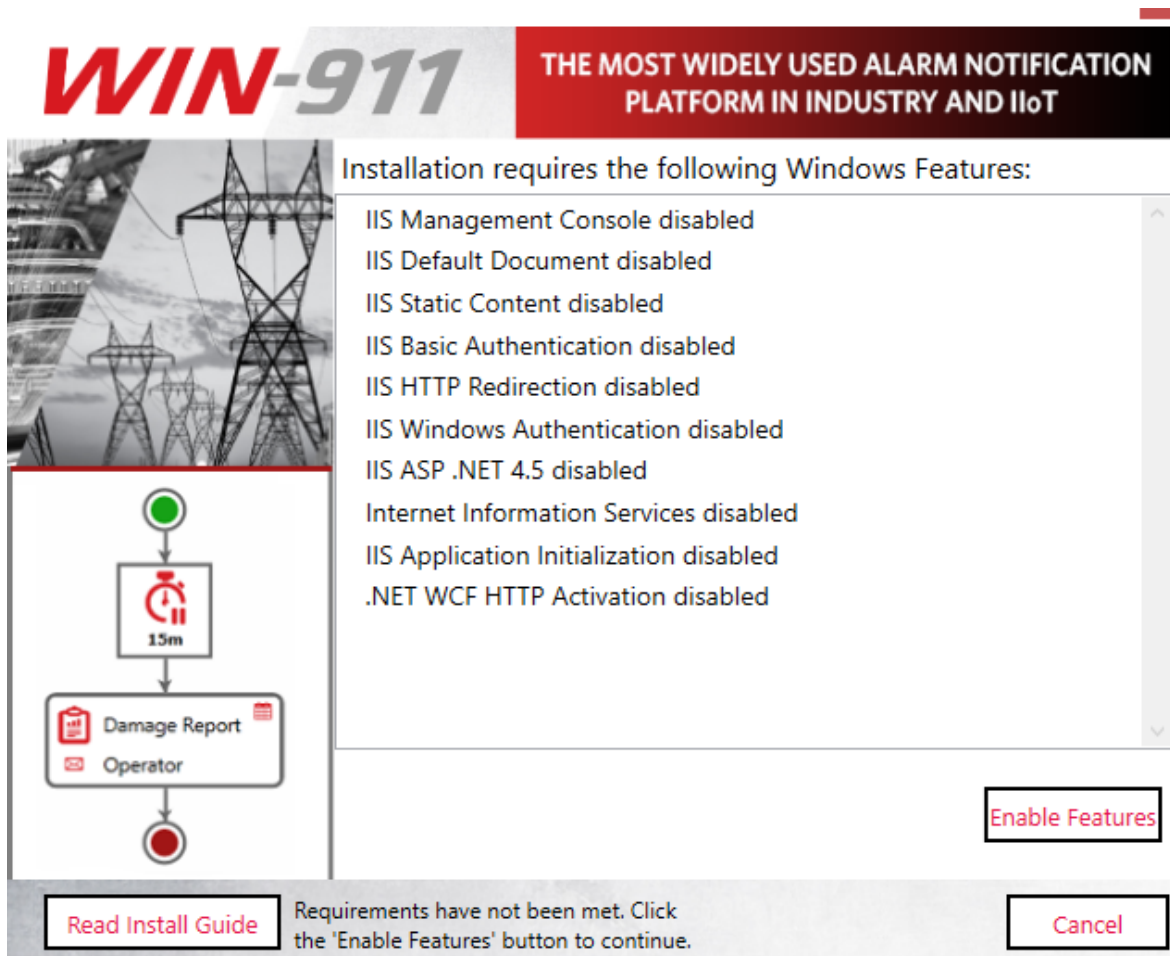 WIN-911
THE MOST WIDELY USED ALARM NOTIFICATION
PLATFORM IN INDUSTRY AND IIoT
Installation requires the following Windows Features:
IIS Management Console disabled
IIS Default Document disabled
IIS Static Content disabled
IIS Basic Authentication disabled
IIS HTTP Redirection disabled
IIS Windows Authentication disabled
IIS ASP .NET 4.5 disabled
Internet Information Services disabled
IIS Application Initialization disabled
.NET WCF HTTP Activation disabled
15m
Damage Report
Operator
Enable Features
Read Install Guide
Requirements have not been met. Click
the 'Enable Features' button to continue.
Cancel